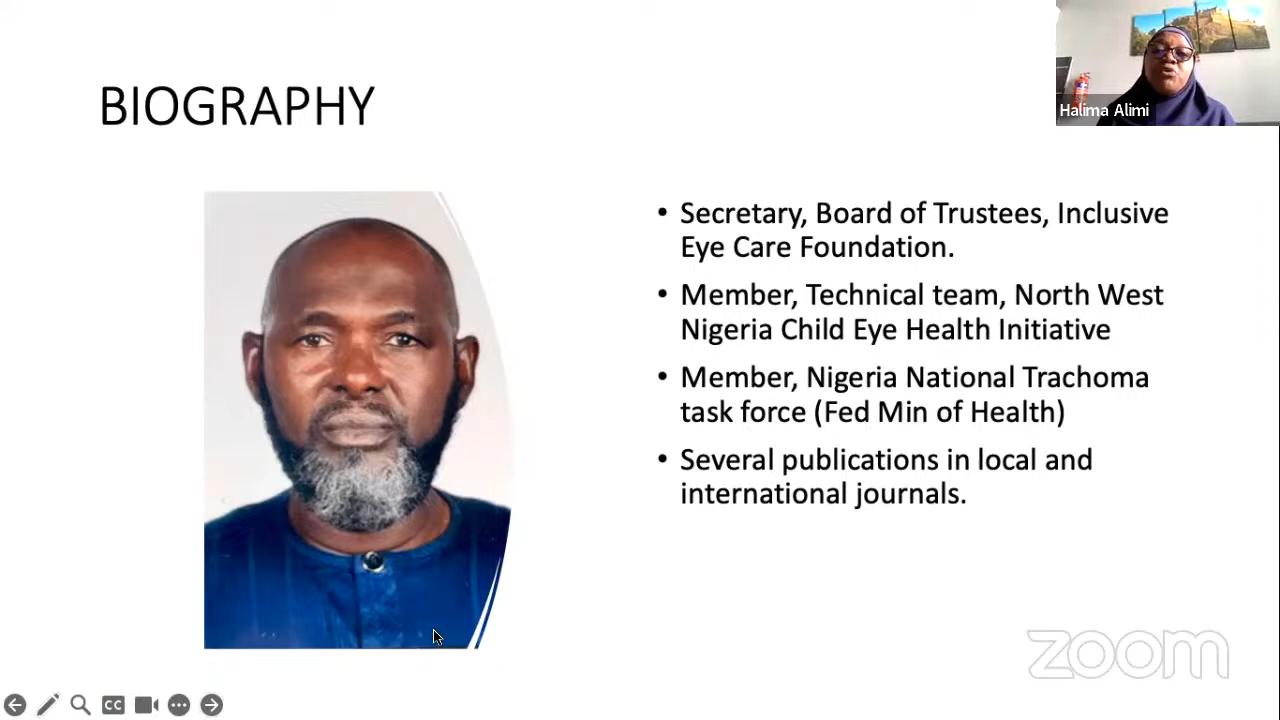 BIOGRAPHY
Halima Alimi
• Secretary, Board of Trustees, Inclusive
Eye Care Foundation.
• Member, Technical team, North West
Nigeria Child Eye Health Initiative
• Member, Nigeria National Trachoma
task force (Fed Min of Health)
• Several publications in local and
international journals.
zoom
CC